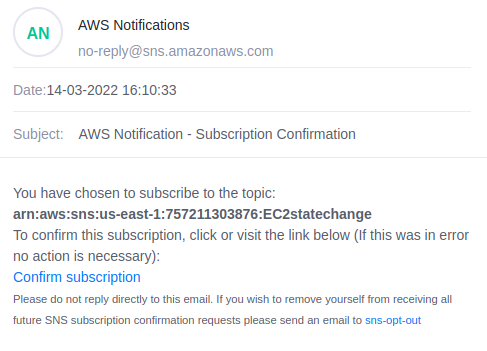 AN
AWS Notifications
no-reply@sns.amazonaws.com
Date:14-03-2022 16:10:33
Subject: AWS Notification - Subscription Confirmation
You have chosen to subscribe to the topic:
arn:aws:sns:us-east-1:757211303876:EC2statechange
To confirm this subscription, click or visit the link below (If this was in error
no action is necessary):
Confirm subscription
Please do not reply directly to this email. If you wish to remove yourself from receiving all
future SNS subscription confirmation requests please send an email to sns-opt-out